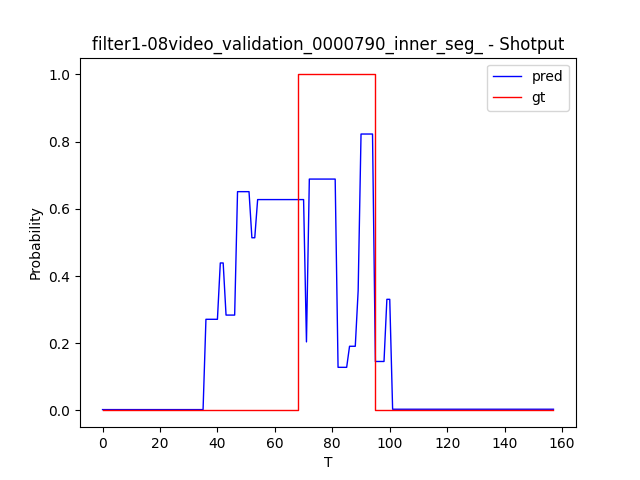 filter1-08video_validation_0000790_inner_seg_ - Shotput
pred
gt
1.0
0.8
0.6
0.4
0.2
0.0
Probability
0 20 40 60 80 100 120 140 160
T